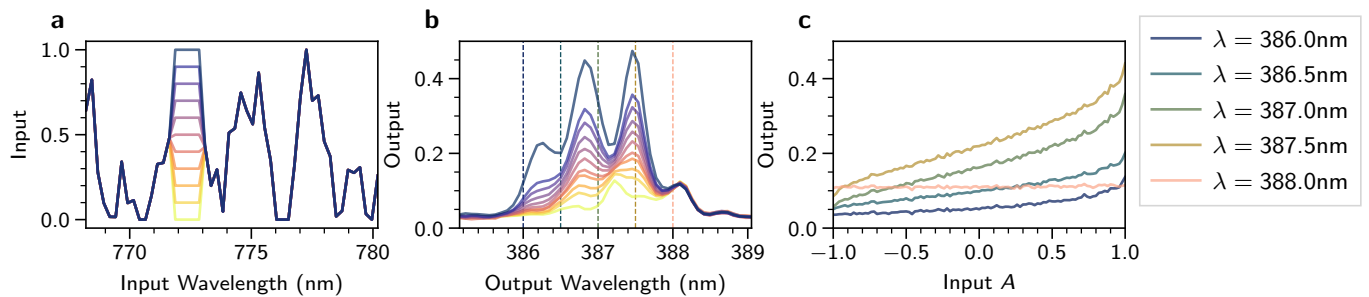 a
1.0
0.5
0.0
Input
770
775
780
Input Wavelength (nm)
b
0.4
0.2
0.0
Output
386
387
388
389
Output Wavelength (nm)
c
0.4
0.2
0.0
Output
−1.0
−0.5
0.0
0.5
1.0
Input A
λ = 386.0nm
λ = 386.5nm
λ = 387.0nm
λ = 387.5nm
λ = 388.0nm